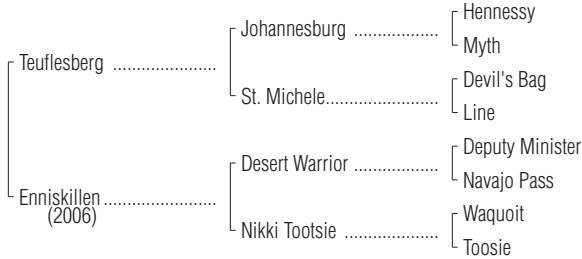 Hennessy
Johannesburg ....................
Myth
Teuflesberg .........................
Devil's Bag
St. Michele...........................
Line
Deputy Minister
Desert Warrior ....................
Navajo Pass
Enniskillen ...........................
(2006)
Waquoit
Nikki Tootsie ......................
Toosie